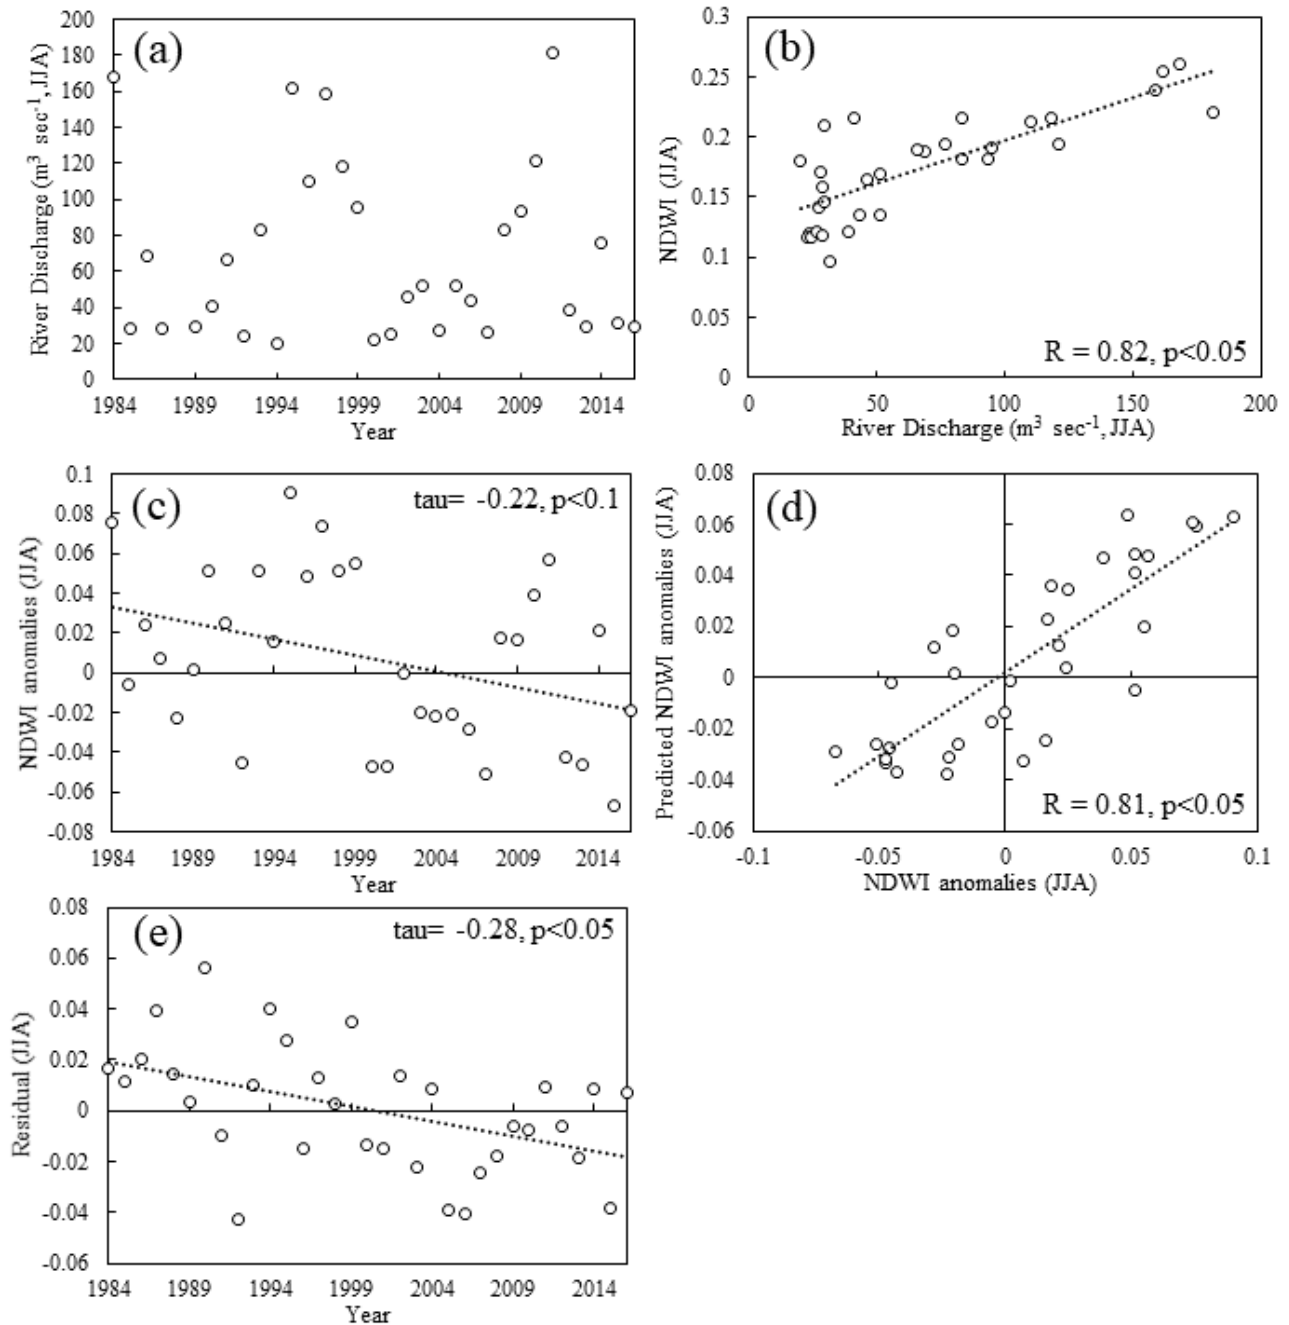 (a)
River Discharge (m³ sec⁻¹, JJA)
200
180
160
140
120
100
80
60
40
20
0
1984 1989 1994 1999 2004 2009 2014
Year
(b)
NDWI (JJA)
0.3
0.25
0.2
0.15
0.1
0.05
0
R = 0.82, p<0.05
0 50 100 150 200
River Discharge (m³ sec⁻¹, JJA)
(c)
tau= -0.22, p<0.1
NDWI anomalies (JJA)
0.1
0.08
0.06
0.04
0.02
0
-0.02
-0.04
-0.06
-0.08
1984 1989 1994 1999 2004 2009 2014
Year
(d)
Predicted NDWI anomalies (JJA)
0.08
0.06
0.04
0.02
0
-0.02
-0.04
-0.06
R = 0.81, p<0.05
-0.1 -0.05 0 0.05 0.1
NDWI anomalies (JJA)
(e)
tau= -0.28, p<0.05
Residual (JJA)
0.08
0.06
0.04
0.02
0
-0.02
-0.04
-0.06
1984 1989 1994 1999 2004 2009 2014
Year